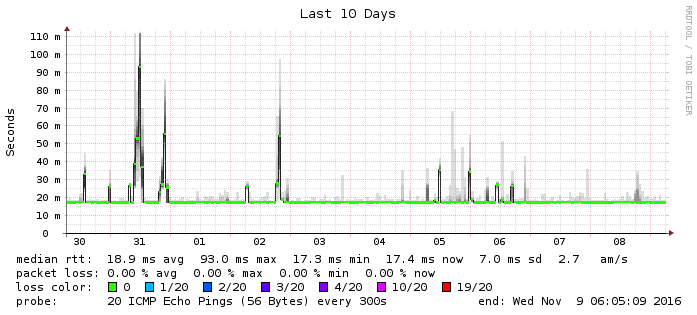 Last 10 Days
RRDTOOL / TOBI OETIKER
Seconds
110 m
100 m
90 m
80 m
70 m
60 m
50 m
40 m
30 m
20 m
10 m
0
30 31 01 02 03 04 05 06 07 08
median rtt: 18.9 ms avg 93.0 ms max 17.3 ms min 17.4 ms now 7.0 ms sd 2.7 am/s
packet loss: 0.00 % avg 0.00 % max 0.00 % min 0.00 % now
loss color: 0 1/20 2/20 3/20 4/20 10/20 19/20
probe: 20 ICMP Echo Pings (56 Bytes) every 300s end: Wed Nov 9 06:05:09 2016